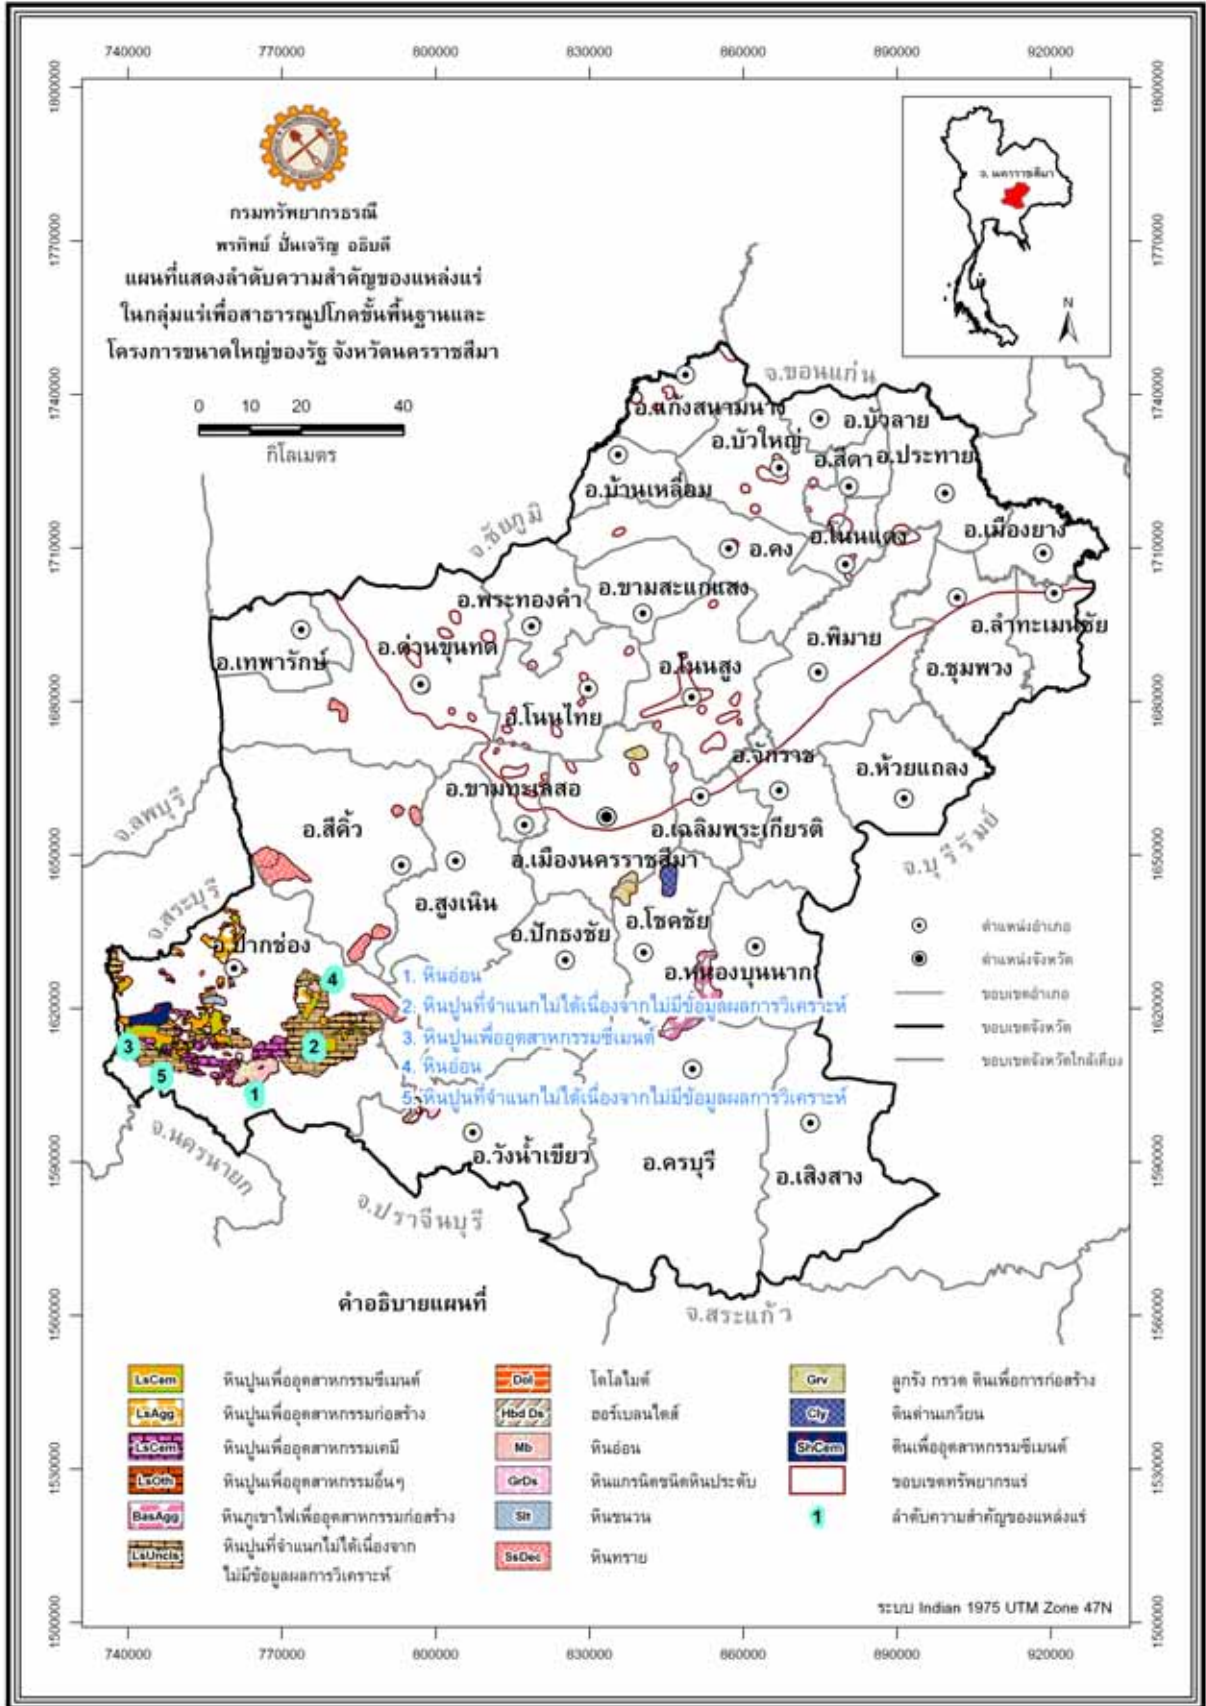 740000 770000 800000 830000 860000 890000 920000
1800000
1770000
1740000
1710000
1680000
1650000
1620000
1590000
1560000
1530000
1500000
กรมทรัพยากรธรณี
พรทิพย์ ปั่นเจริญ อธิบดี
แผนที่แสดงลำดับความสำคัญของแหล่งแร่
ในกลุ่มแร่เพื่อสาธารณูปโภคขั้นพื้นฐานและ
โครงการขนาดใหญ่ของรัฐ จังหวัดนครราชสีมา
0 10 20 40
กิโลเมตร
จ. นครราชสีมา
N
จ.ขอนแก่น
อ.แก้งสนามนาง
อ.บัวลาย
อ.บัวใหญ่
อ.สีดา
อ.ประทาย
อ.บ้านเหลื่อม
จ.ชัยภูมิ
อ.เมืองยาง
อ.โนนแดง
อ.คง
อ.ขามสะแกแสง
อ.พระทองคำ
อ.ลำทะเมนชัย
อ.พิมาย
อ.ด่านขุนทด
อ.เทพารักษ์
อ.โนนสูง
อ.ชุมพวง
อ.โนนไทย
อ.จักราช
อ.ห้วยแถลง
อ.ขามทะเลสอ
จ.ลพบุรี
อ.สีคิ้ว
อ.เฉลิมพระเกียรติ
อ.เมืองนครราชสีมา
จ.บุรีรัมย์
จ.สระบุรี
อ.สูงเนิน
อ.โชคชัย
อ.ปักธงชัย
อ.ปากช่อง
อ.หนองบุนนาก
4
3
2
5
1
1. หินอ่อน
2. หินปูนที่จำแนกไม่ได้เนื่องจากไม่มีข้อมูลผลการวิเคราะห์
3. หินปูนเพื่ออุตสาหกรรมซีเมนต์
4. หินอ่อน
5. หินปูนที่จำแนกไม่ได้เนื่องจากไม่มีข้อมูลผลการวิเคราะห์
ตำแหน่งอำเภอ
ตำแหน่งจังหวัด
ขอบเขตอำเภอ
ขอบเขตจังหวัด
ขอบเขตจังหวัดใกล้เคียง
จ.นครนายก
อ.วังน้ำเขียว
อ.ครบุรี
อ.เสิงสาง
จ.ปราจีนบุรี
จ.สระแก้ว
คำอธิบายแผนที่
LsCem หินปูนเพื่ออุตสาหกรรมซีเมนต์
LsAgg หินปูนเพื่ออุตสาหกรรมก่อสร้าง
LsCem หินปูนเพื่ออุตสาหกรรมเคมี
LsOth หินปูนเพื่ออุตสาหกรรมอื่นๆ
BasAgg หินภูเขาไฟเพื่ออุตสาหกรรมก่อสร้าง
LsUncls หินปูนที่จำแนกไม่ได้เนื่องจาก
ไม่มีข้อมูลผลการวิเคราะห์
Dol โดโลไมต์
Hbd Ds ฮอร์เบลนไดส์
Mb หินอ่อน
GrDs หินแกรนิตชนิดหินประดับ
Slt หินชนวน
SsDec หินทราย
Grv ลูกรัง กรวด ดินเพื่อการก่อสร้าง
Cly ดินด่านเกวียน
ShCem ดินเพื่ออุตสาหกรรมซีเมนต์
ขอบเขตทรัพยากรแร่
1 ลำดับความสำคัญของแหล่งแร่
ระบบ Indian 1975 UTM Zone 47N
740000 770000 800000 830000 860000 890000 920000
1800000
1770000
1740000
1710000
1680000
1650000
1620000
1590000
1560000
1530000
1500000